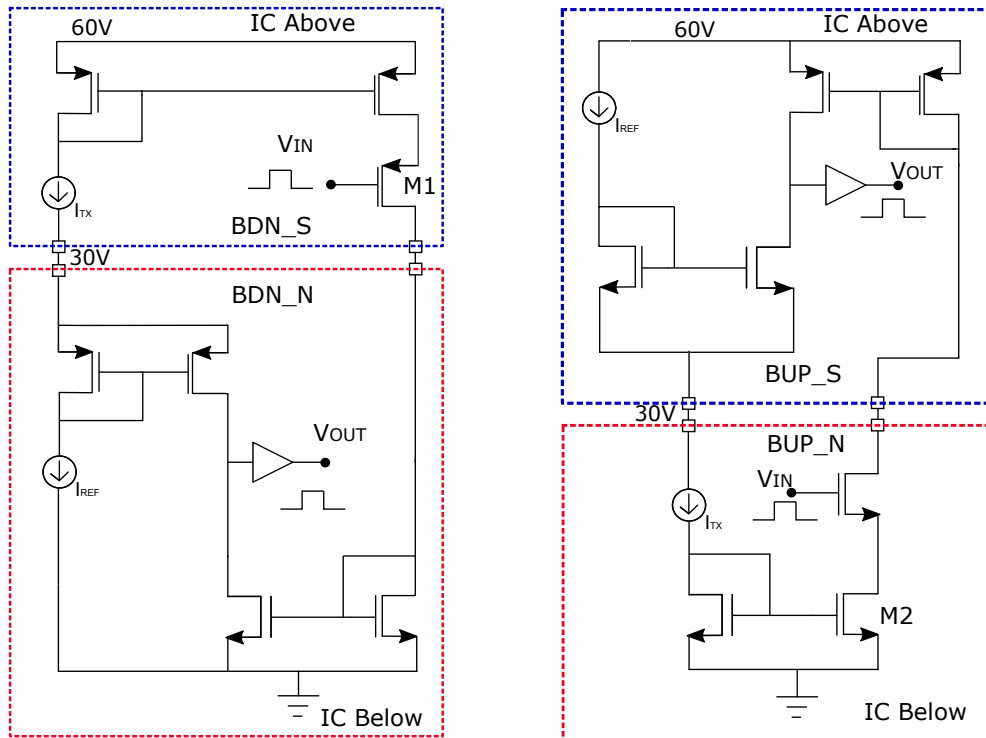 60V
IC Above
VIN
M1
ITX
BDN_S
30V
BDN_N
VOUT
IREF
IC Below
60V
IC Above
IREF
VOUT
BUP_S
30V
BUP_N
VIN
ITX
M2
IC Below